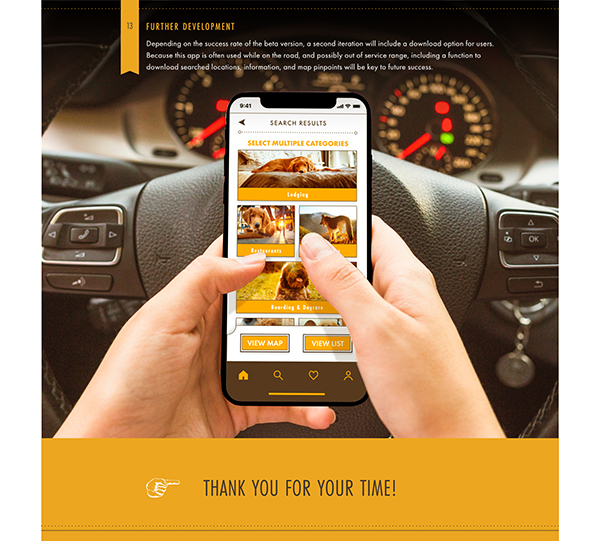 13 FURTHER DEVELOPMENT
Depending on the success rate of the beta version, a second iteration will include a download option for users.
Because this app is often used while on the road, and possibly out of service range, including a function to
download searched locations, information, and map pinpoints will be key to future success.
9:41
SEARCH RESULTS
SELECT MULTIPLE CATEGORIES
Lodging
Restaurants
Boarding & Daycare
VIEW MAP VIEW LIST
OK
THANK YOU FOR YOUR TIME!